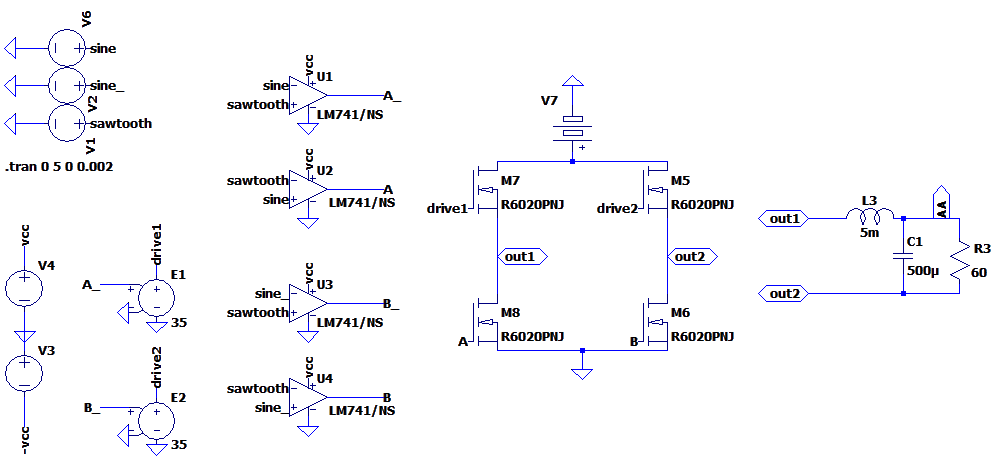 V6
sine
sine_
V2
sawtooth
V1
.tran 0 5 0 0.002
vcc
V4
V3
-vcc
drive1
A_
E1
35
drive2
B_
E2
35
vcc
U1
sine
sawtooth
A_
LM741/NS
vcc
U2
sawtooth
sine
A
LM741/NS
vcc
U3
sine_
sawtooth
B_
LM741/NS
vcc
U4
sawtooth
sine_
B
LM741/NS
V7
M7
drive1
R6020PNJ
M5
drive2
R6020PNJ
out1
out2
M8
A
R6020PNJ
M6
B
R6020PNJ
out1
L3
5m
AA
C1
500µ
R3
60
out2